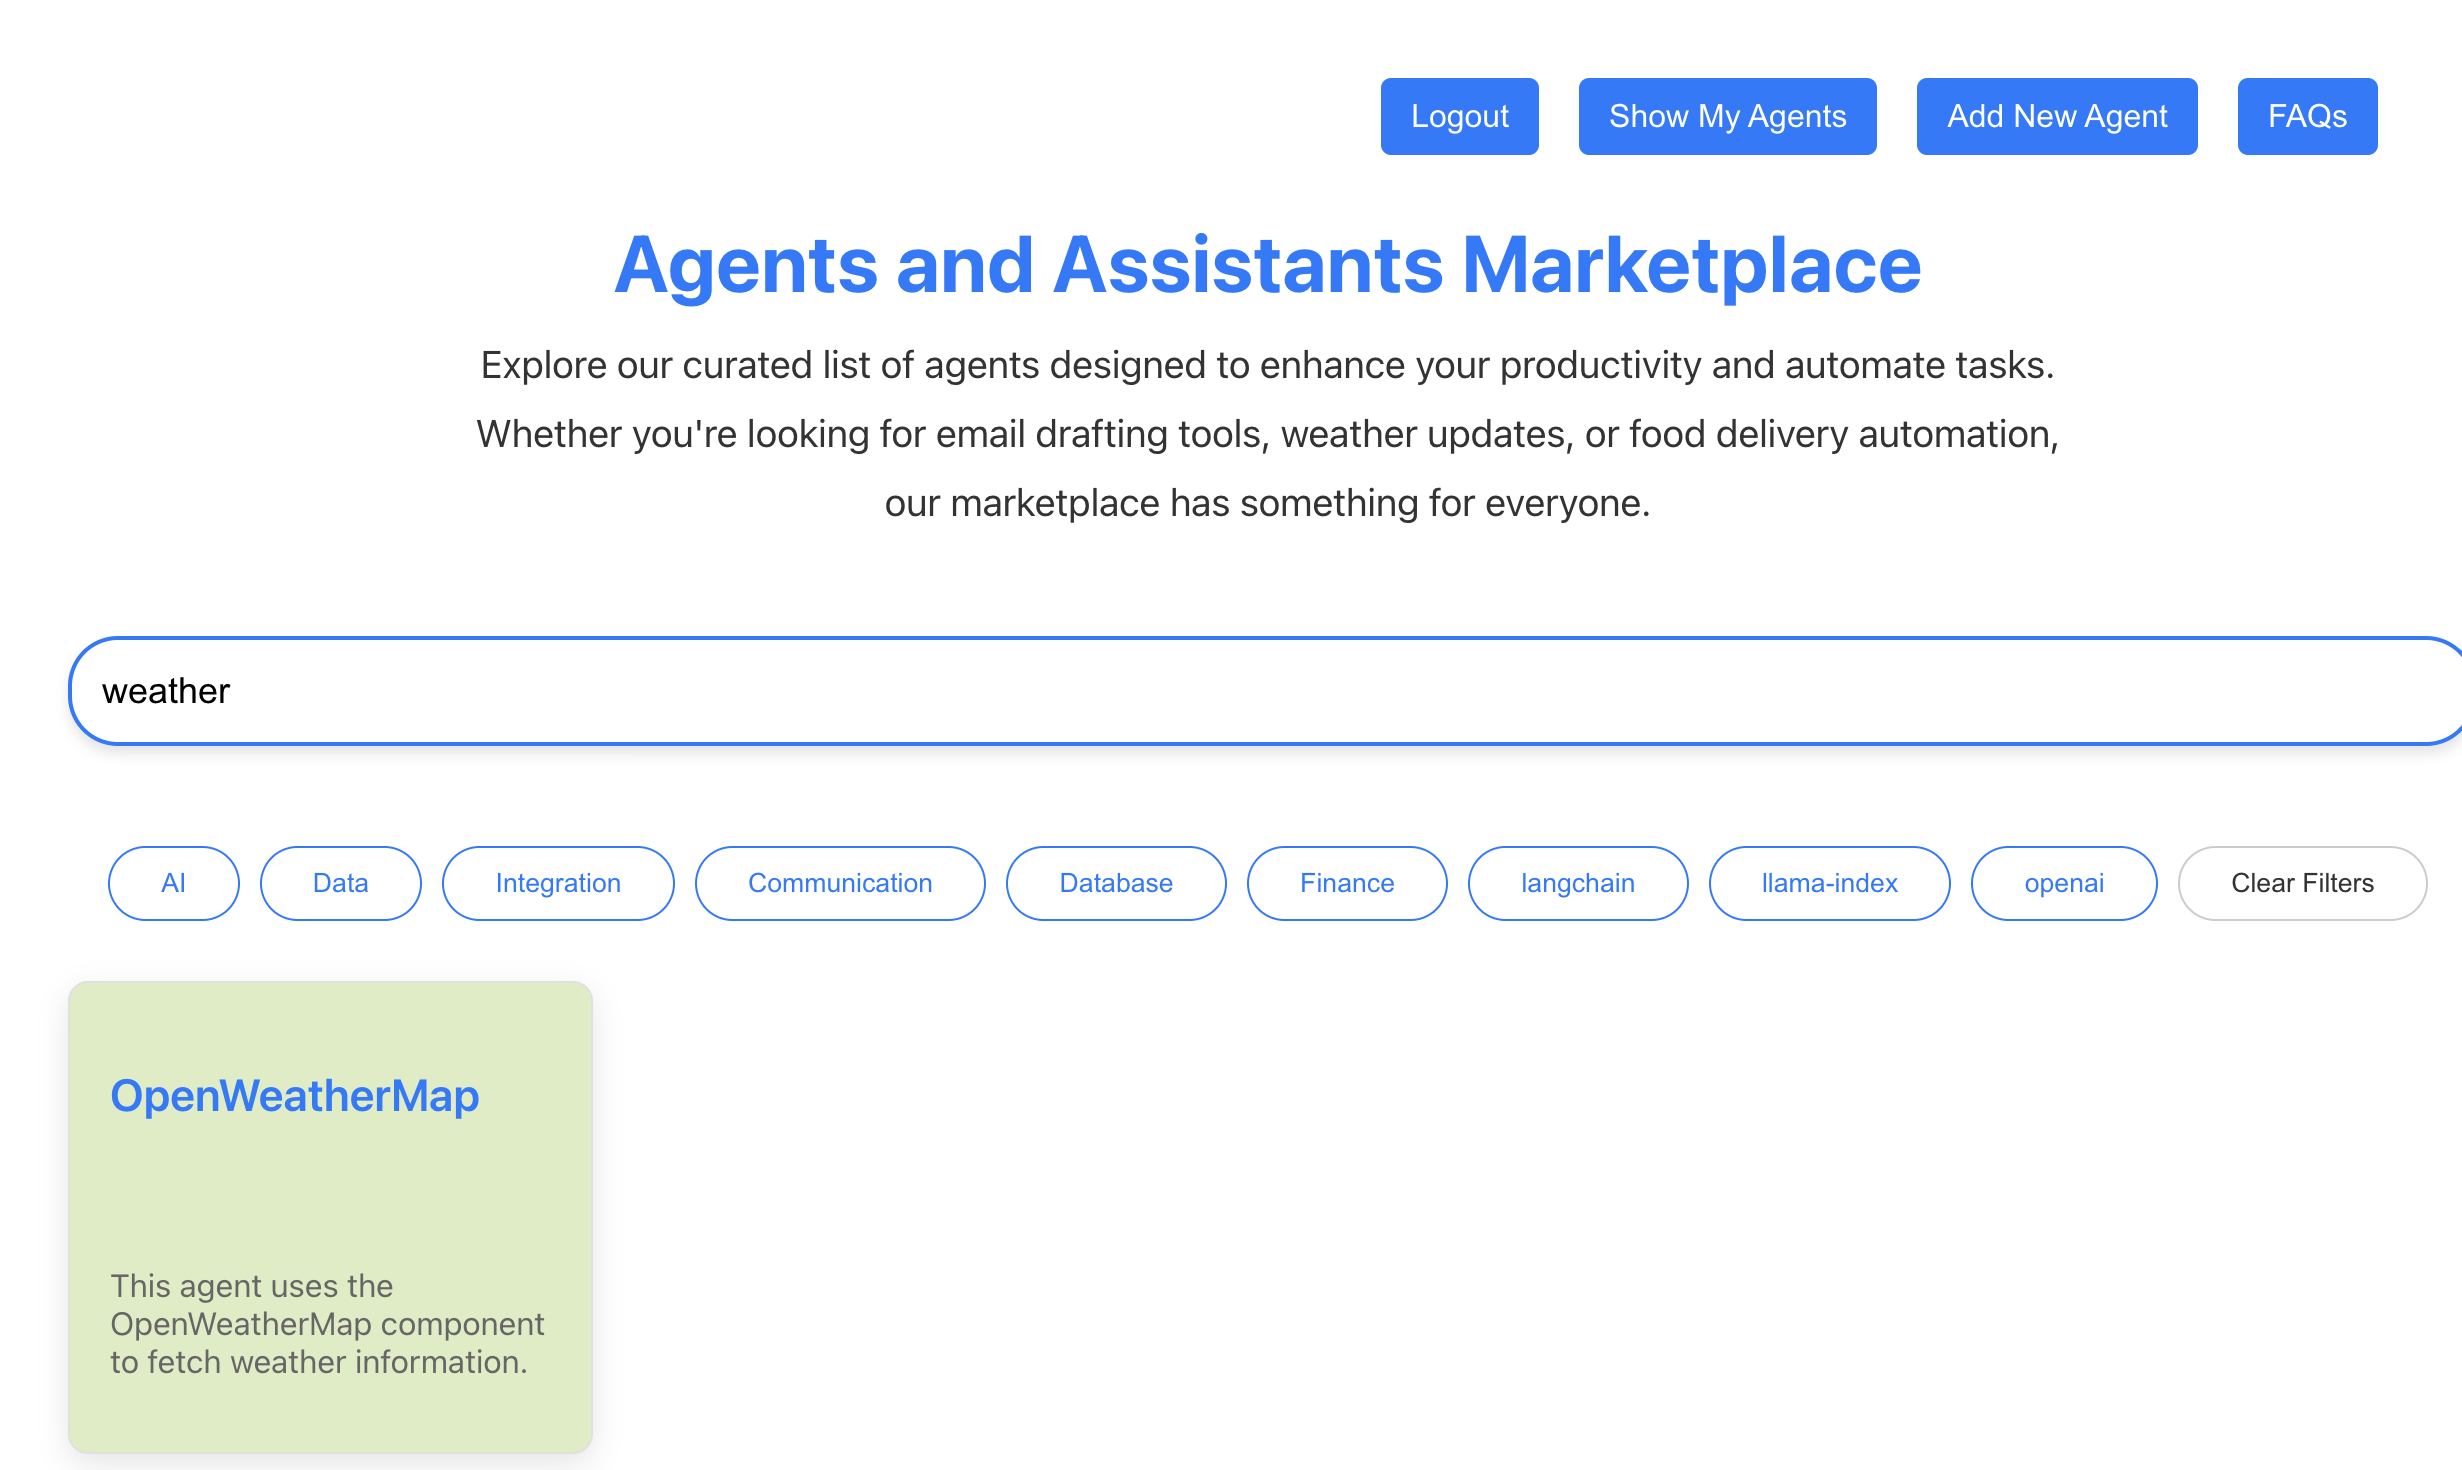 Logout
Show My Agents
Add New Agent
FAQs
Agents and Assistants Marketplace
Explore our curated list of agents designed to enhance your productivity and automate tasks.
Whether you're looking for email drafting tools, weather updates, or food delivery automation,
our marketplace has something for everyone.
weather
AI
Data
Integration
Communication
Database
Finance
langchain
llama-index
openai
Clear Filters
OpenWeatherMap
This agent uses the
OpenWeatherMap component
to fetch weather information.